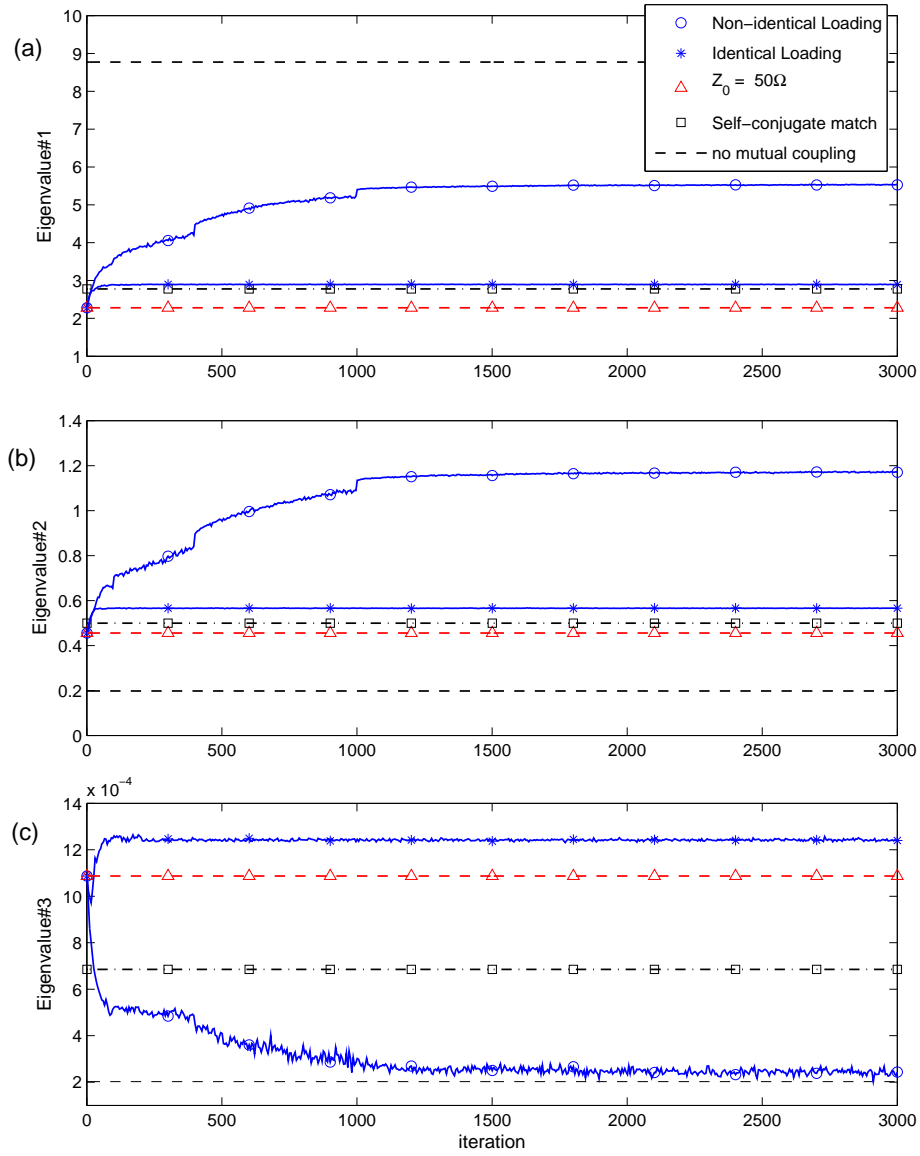 (a)
Eigenvalue#1
10
9
8
7
6
5
4
3
2
1
0 500 1000 1500 2000 2500 3000
Non−identical Loading
Identical Loading
Z0 = 50Ω
Self−conjugate match
no mutual coupling
(b)
Eigenvalue#2
1.4
1.2
1
0.8
0.6
0.4
0.2
0
0 500 1000 1500 2000 2500 3000
x 10−4
(c)
Eigenvalue#3
14
12
10
8
6
4
2
0 500 1000 1500 2000 2500 3000
iteration